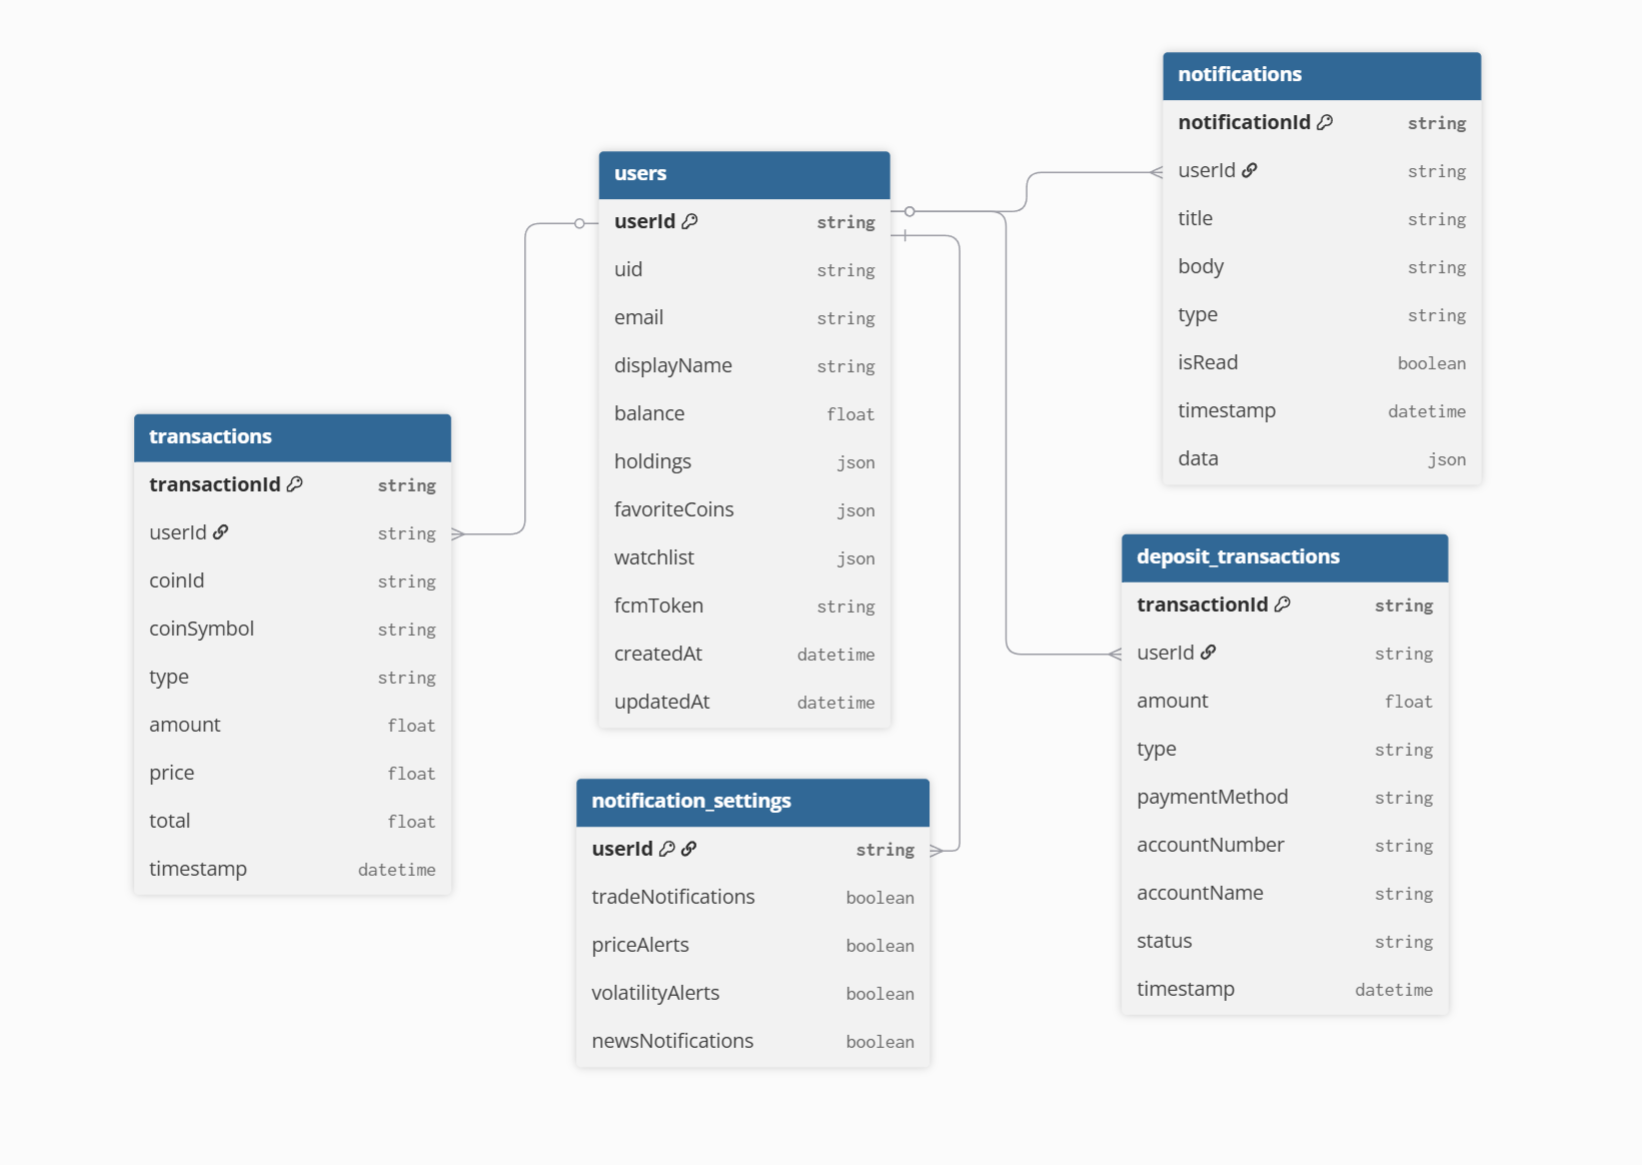 notifications
notificationId string
userId string
title string
body string
type string
isRead boolean
timestamp datetime
data json
users
userId string
uid string
email string
displayName string
balance float
holdings json
favoriteCoins json
watchlist json
fcmToken string
createdAt datetime
updatedAt datetime
transactions
transactionId string
userId string
coinId string
coinSymbol string
type string
amount float
price float
total float
timestamp datetime
deposit_transactions
transactionId string
userId string
amount float
type string
paymentMethod string
accountNumber string
accountName string
status string
timestamp datetime
notification_settings
userId string
tradeNotifications boolean
priceAlerts boolean
volatilityAlerts boolean
newsNotifications boolean